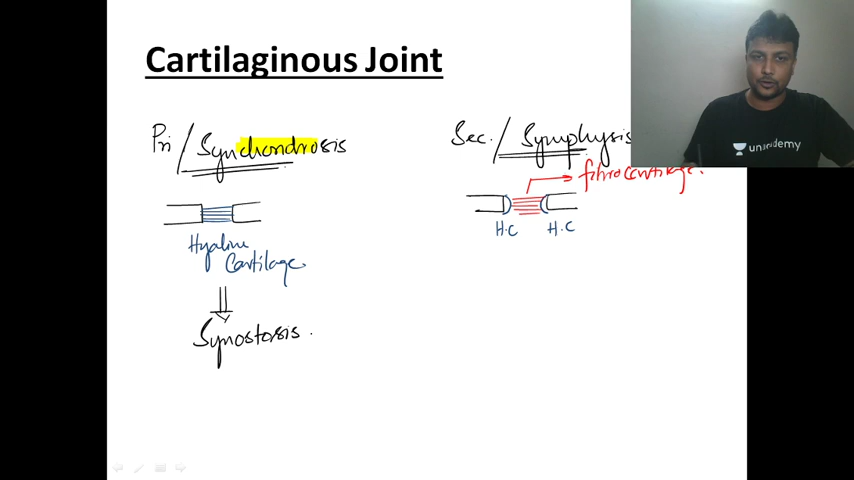 Cartilaginous Joint
Pri / Synchondrosis
Sec. / Symphysis
fibrocartilage.
H.C H.C
Hyaline
Cartilage.
Synostosis.
unacademy